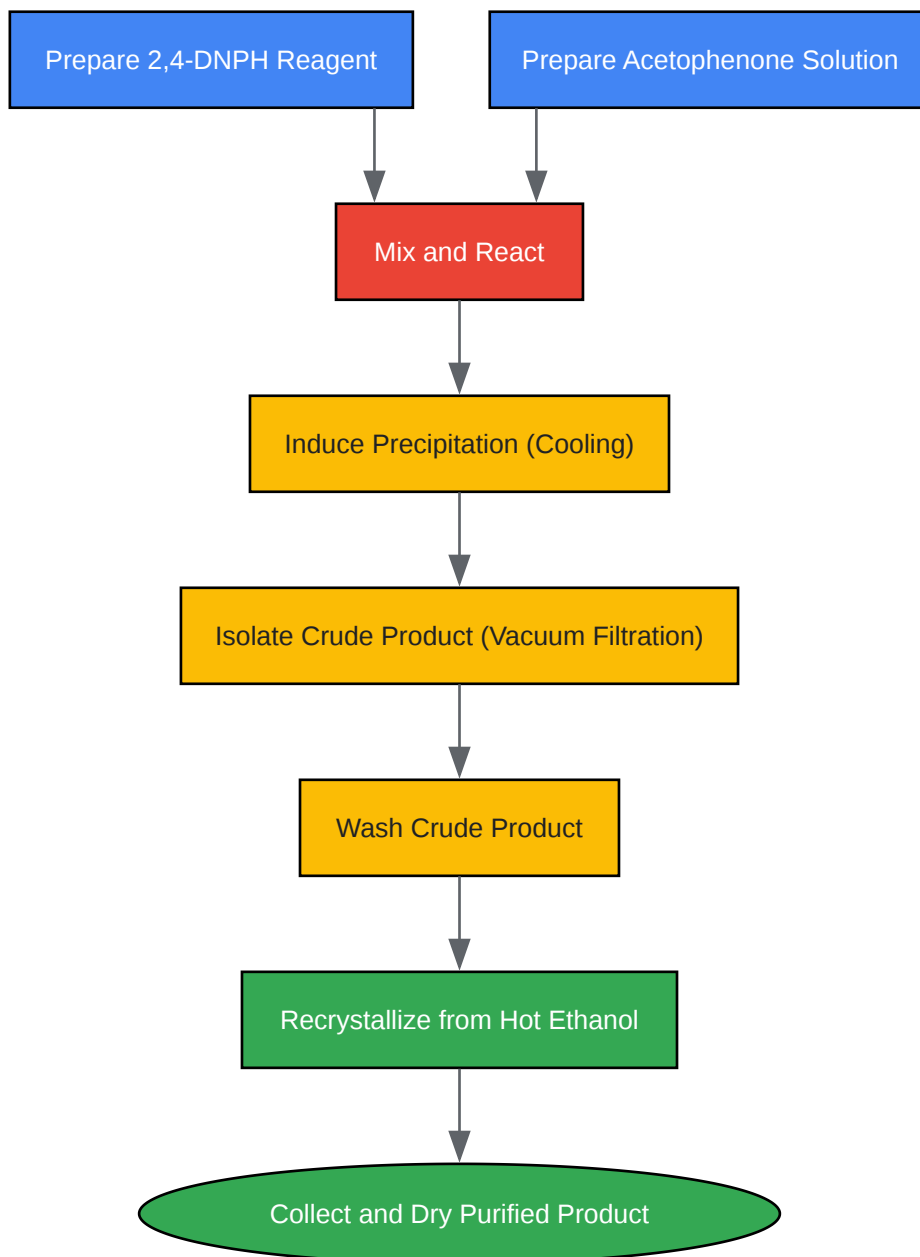 Prepare 2,4-DNPH Reagent
Prepare Acetophenone Solution
Mix and React
Induce Precipitation (Cooling)
Isolate Crude Product (Vacuum Filtration)
Wash Crude Product
Recrystallize from Hot Ethanol
Collect and Dry Purified Product